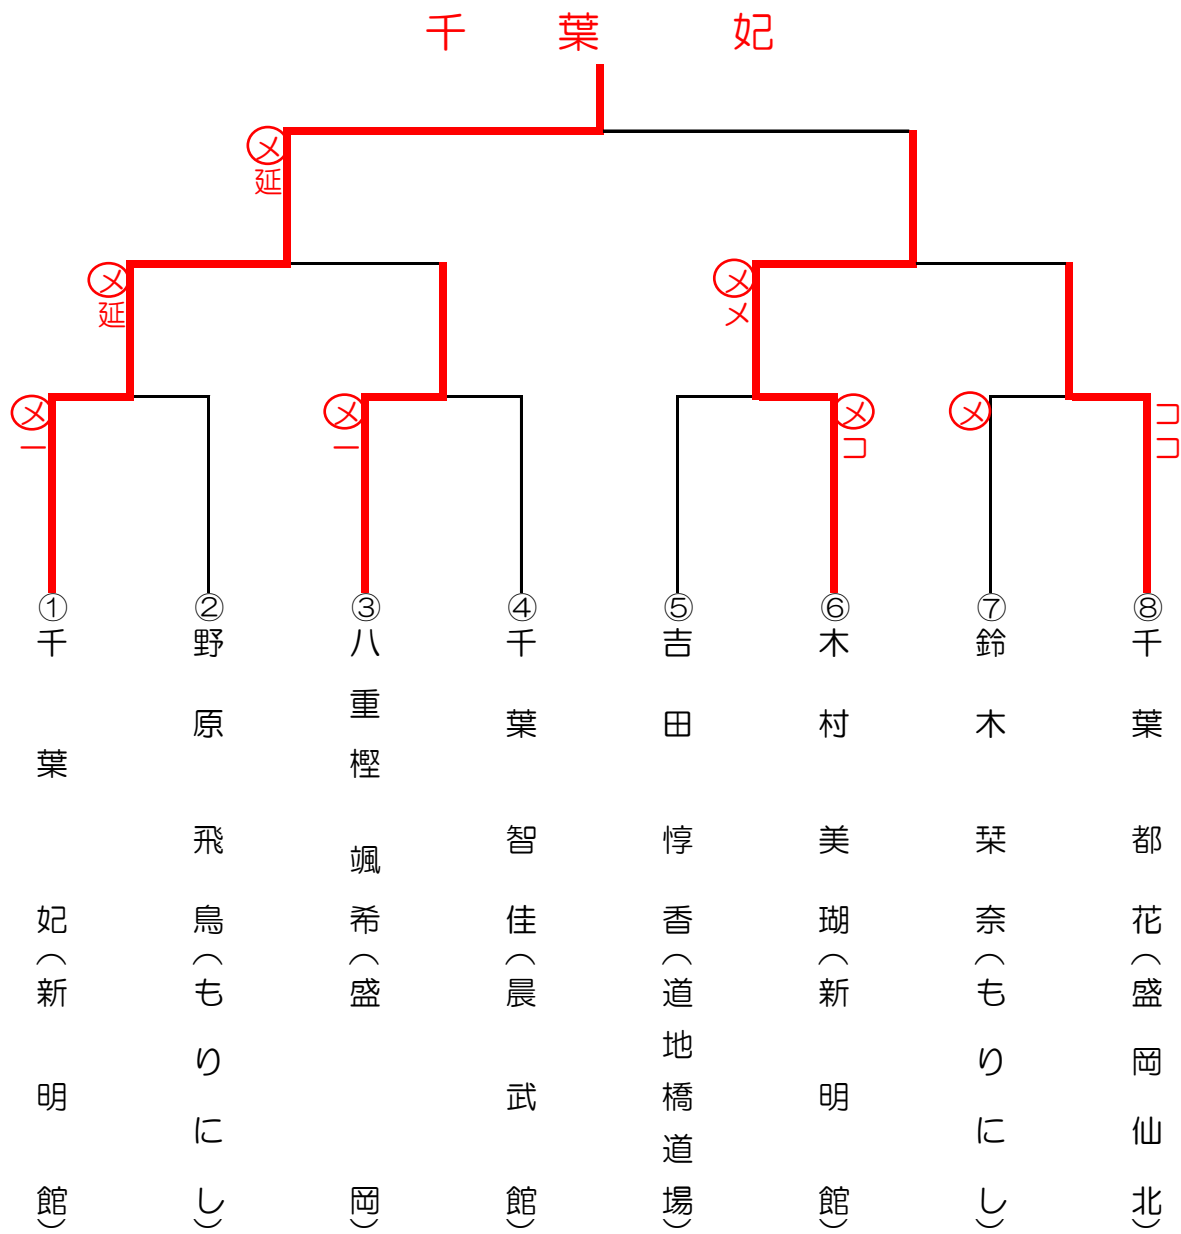 千葉 妃
㋱
延
㋱
延
㋱
メ
㋱
一
㋱
一
㋱
コ
㋱
コ
コ
①千葉 妃(新明館)
②野原 飛鳥(もりにし)
③八重樫 颯希(盛岡)
④千葉 智佳(晨武館)
⑤吉田 惇香(道地橋道場)
⑥木村 美瑚(新明館)
⑦鈴木 栞奈(もりにし)
⑧千葉 都花(盛岡仙北)